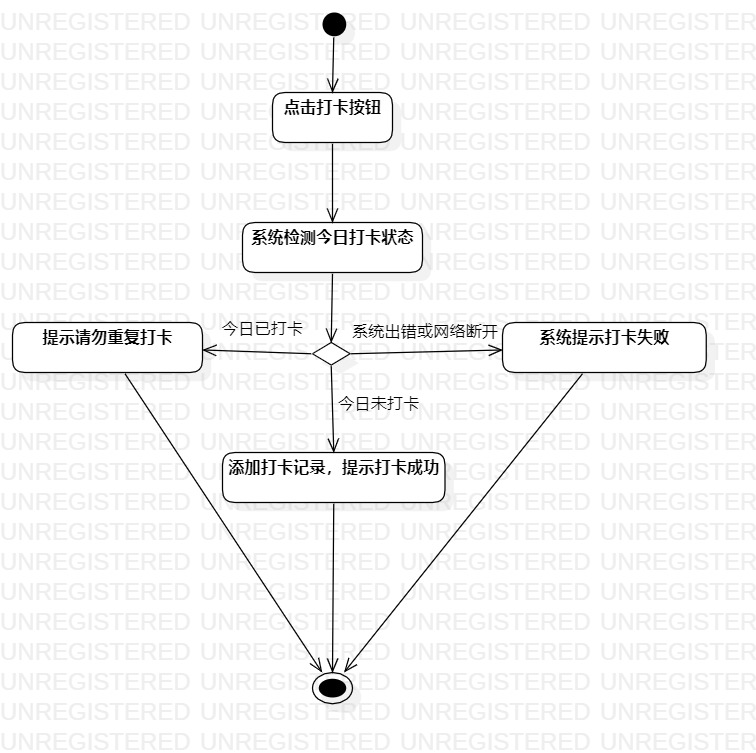 点击打卡按钮
系统检测今日打卡状态
今日已打卡
系统出错或网络断开
提示请勿重复打卡
系统提示打卡失败
今日未打卡
添加打卡记录，提示打卡成功
UNREGISTERED